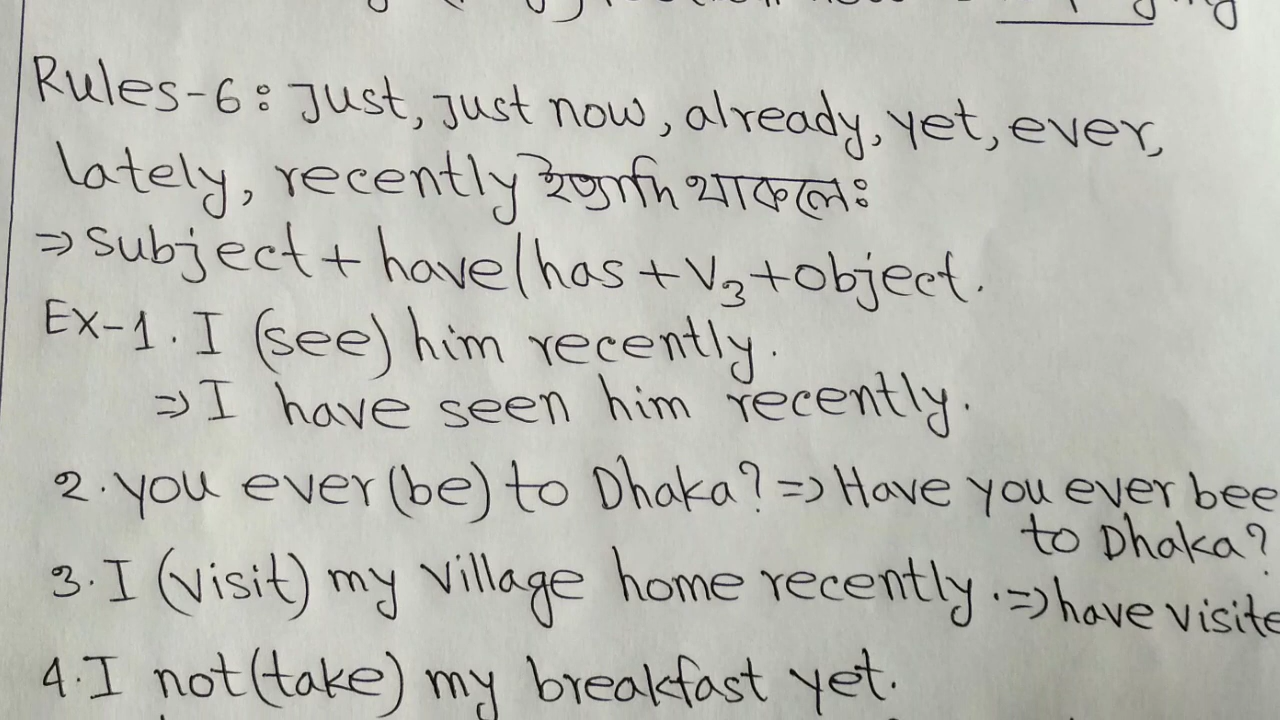 Rules-6: Just, Just now, already, yet, ever,
lately, recently ইত্যাদি থাকলেঃ
⇒ Subject + have/has + V3 + object.
Ex-1. I (see) him recently.
⇒ I have seen him recently.
2. you ever (be) to Dhaka? ⇒ Have you ever bee
to Dhaka?
3. I (visit) my village home recently. ⇒ have visite
4. I not (take) my breakfast yet.